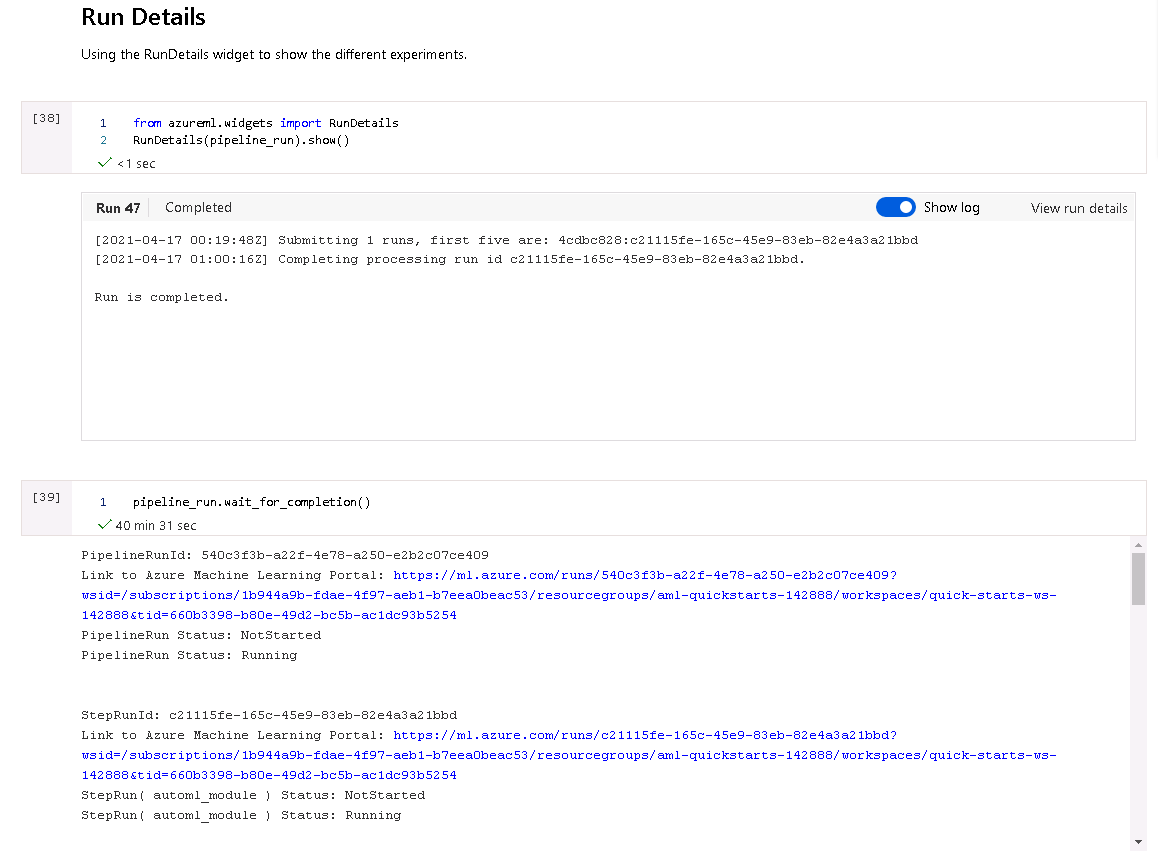 Run Details
Using the RunDetails widget to show the different experiments.
[38]
1 from azureml.widgets import RunDetails
2 RunDetails(pipeline_run).show()
<1 sec
Run 47 Completed Show log View run details
[2021-04-17 00:19:48Z] Submitting 1 runs, first five are: 4cdbc828:c21115fe-165c-45e9-83eb-82e4a3a21bbd
[2021-04-17 01:00:16Z] Completing processing run id c21115fe-165c-45e9-83eb-82e4a3a21bbd.
Run is completed.
[39]
1 pipeline_run.wait_for_completion()
40 min 31 sec
PipelineRunId: 540c3f3b-a22f-4e78-a250-e2b2c07ce409
Link to Azure Machine Learning Portal: https://ml.azure.com/runs/540c3f3b-a22f-4e78-a250-e2b2c07ce409?
wsid=/subscriptions/1b944a9b-fdae-4f97-aeb1-b7eea0beac53/resourcegroups/aml-quickstarts-142888/workspaces/quick-starts-ws-
142888&tid=660b3398-b80e-49d2-bc5b-ac1dc93b5254
PipelineRun Status: NotStarted
PipelineRun Status: Running
StepRunId: c21115fe-165c-45e9-83eb-82e4a3a21bbd
Link to Azure Machine Learning Portal: https://ml.azure.com/runs/c21115fe-165c-45e9-83eb-82e4a3a21bbd?
wsid=/subscriptions/1b944a9b-fdae-4f97-aeb1-b7eea0beac53/resourcegroups/aml-quickstarts-142888/workspaces/quick-starts-ws-
142888&tid=660b3398-b80e-49d2-bc5b-ac1dc93b5254
StepRun( automl_module ) Status: NotStarted
StepRun( automl_module ) Status: Running